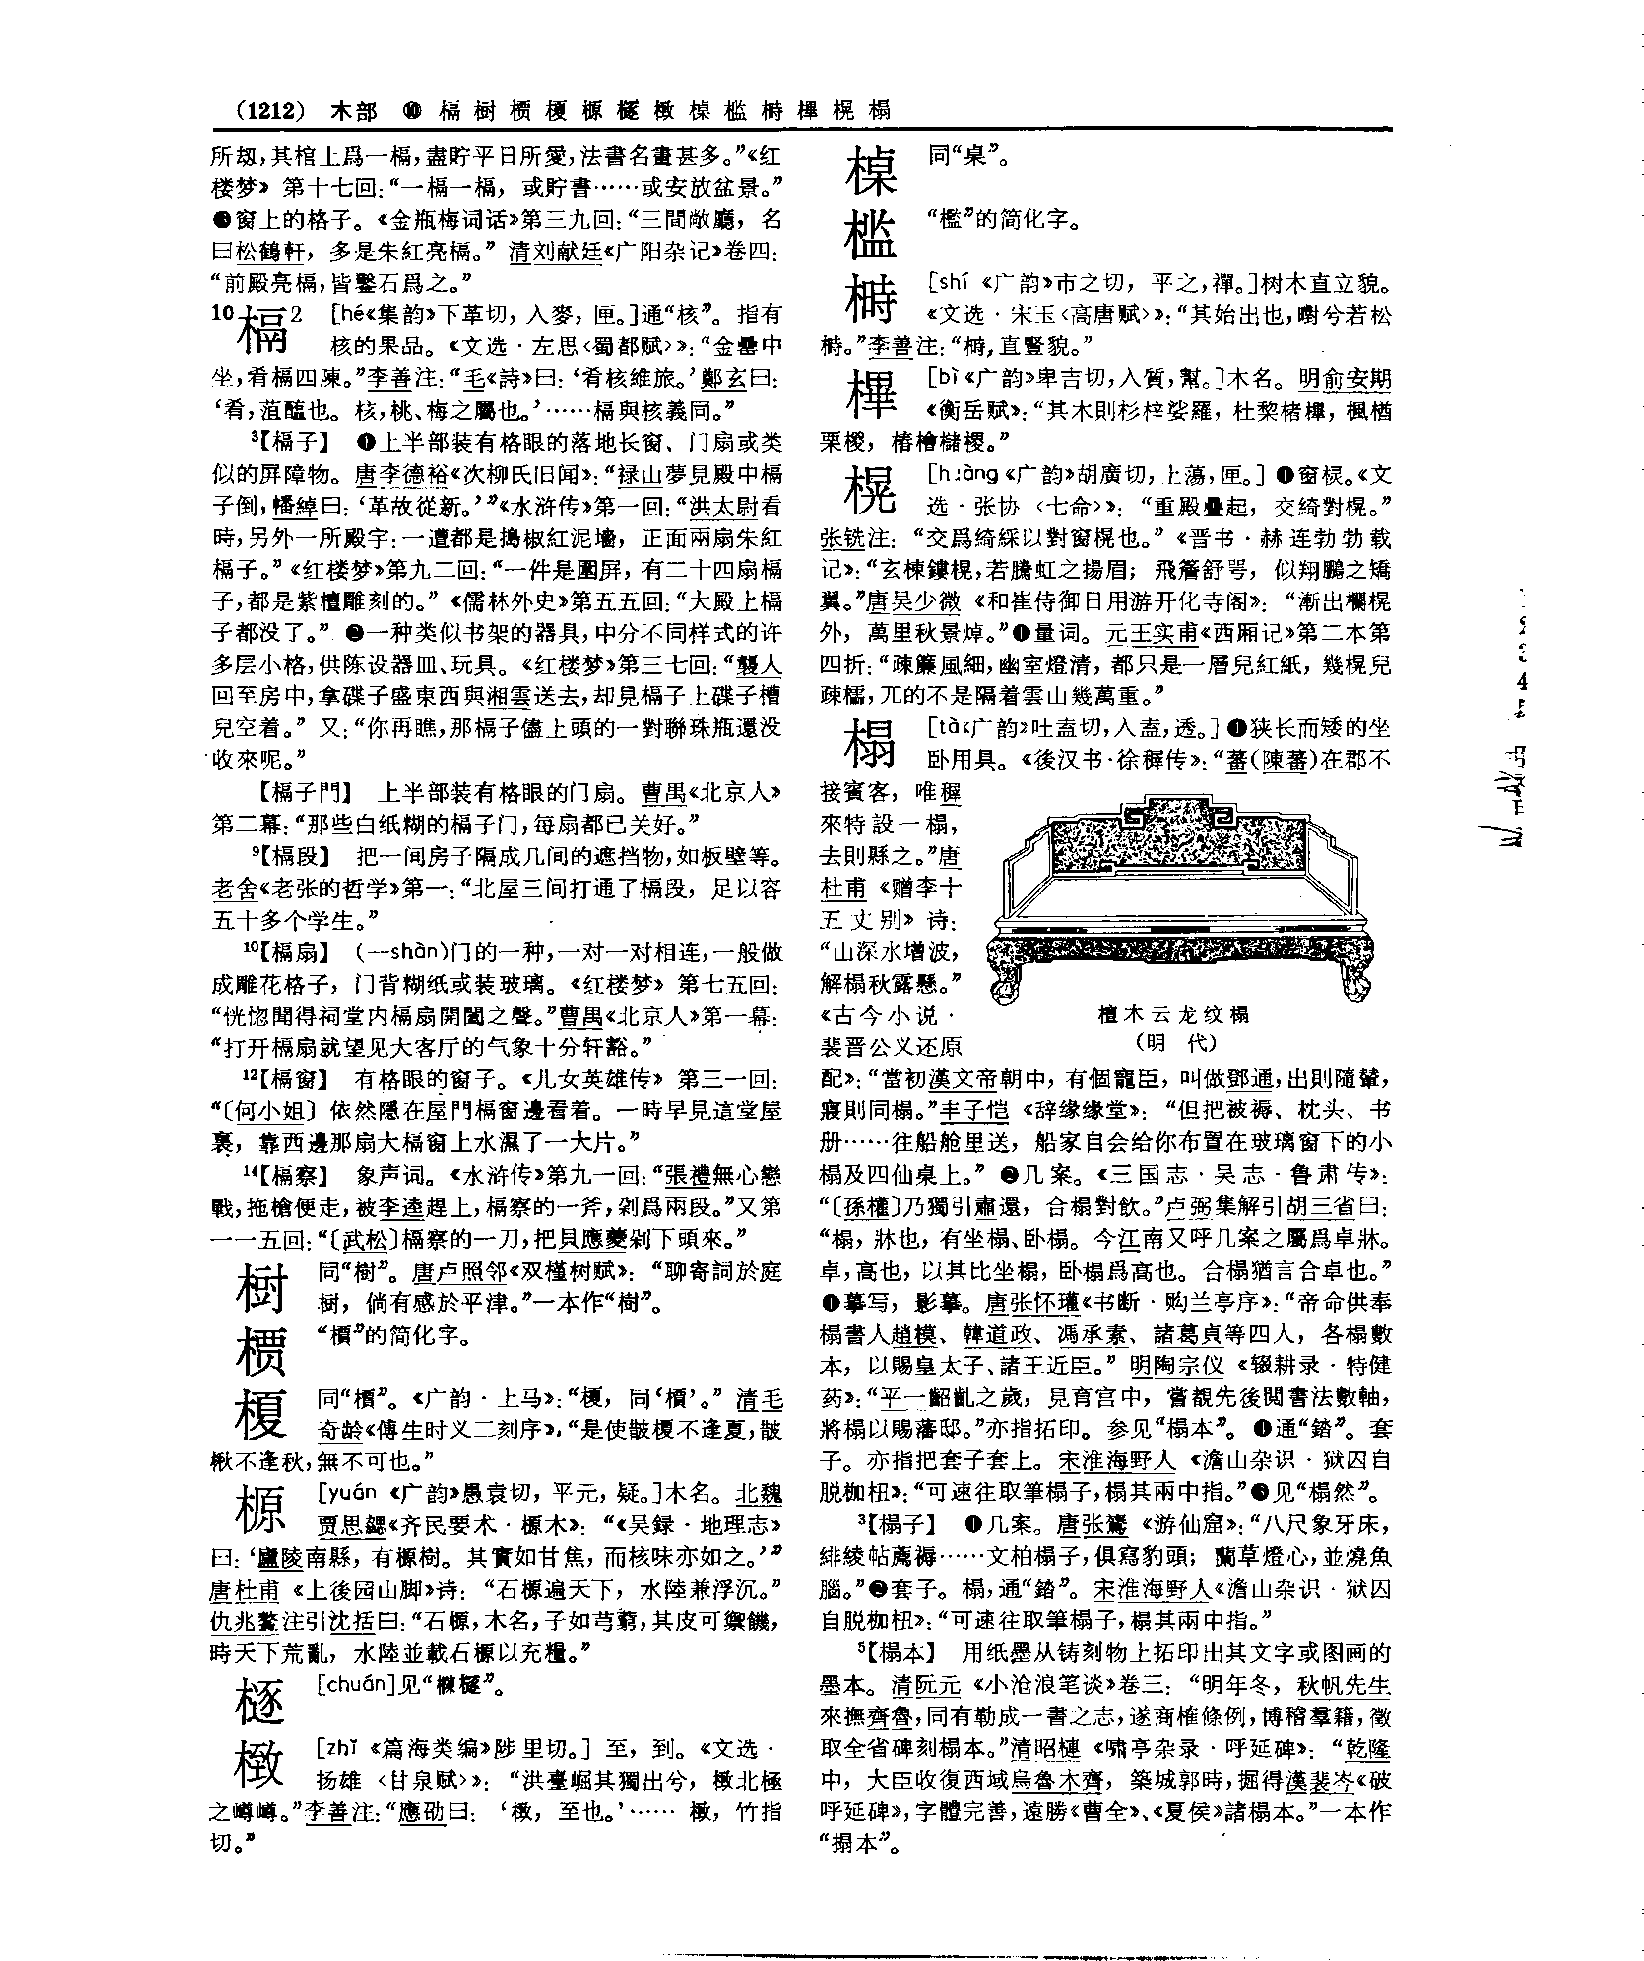 （1212） 木部 ⑩ 槅樹槚榎榞㯌㯙槕槛榯㮿榥榻
所刼，其棺上爲一槅，盡貯平日所愛，法書名畫甚多。”《红
楼梦》第十七回：“一槅一槅，或貯書……或安放盆景。”
❸窗上的格子。《金瓶梅词话》第三九回：“三間敞廳，名
曰松鶴軒，多是朱紅亮槅。”清刘献廷《广阳杂记》卷四：
“前殿亮槅，皆鑿石爲之。”
10槅2 [hé《集韵》下革切，入麥，匣。]通“核”。指有
核的果品。《文选·左思〈蜀都赋〉》：“金罍中
坐，肴槅四陳。”李善注：“毛《詩》曰：‘肴核維旅。’鄭玄曰：
‘肴，菹醢也。核，桃、梅之屬也。’……槅與核義同。”
3【槅子】 ❶上半部装有格眼的落地长窗、门扇或类
似的屏障物。唐李德裕《次柳氏旧闻》：“禄山夢見殿中槅
子倒，幡綽曰：‘革故從新。’”《水浒传》第一回：“洪太尉看
時，另外一所殿宇：一遭都是搗椒紅泥墻，正面兩扇朱紅
槅子。”《红楼梦》第九二回：“一件是圍屏，有二十四扇槅
子，都是紫檀雕刻的。”《儒林外史》第五五回：“大殿上槅
子都没了。”❷一种类似书架的器具，中分不同样式的许
多层小格，供陈设器皿、玩具。《红楼梦》第三七回：“襲人
回至房中，拿碟子盛東西與湘雲送去，却見槅子上碟子槽
兒空着。”又：“你再瞧，那槅子儘上頭的一對聯珠瓶還没
收來呢。”
【槅子門】 上半部装有格眼的门扇。曹禺《北京人》
第二幕：“那些白纸糊的槅子门，每扇都已关好。”
9【槅段】 把一间房子隔成几间的遮挡物，如板壁等。
老舍《老张的哲学》第一：“北屋三间打通了槅段，足以容
五十多个学生。”
10【槅扇】 (—shàn)门的一种，一对一对相连，一般做
成雕花格子，门背糊纸或装玻璃。《红楼梦》第七五回：
“恍惚聞得祠堂内槅扇開闔之聲。”曹禺《北京人》第一幕：
“打开槅扇就望见大客厅的气象十分轩豁。”
12【槅窗】 有格眼的窗子。《儿女英雄传》第三一回：
“〔何小姐〕依然隱在屋門槅窗邊看着。一時早見這堂屋
裏，靠西邊那扇大槅窗上水濕了一大片。”
14【槅察】 象声词。《水浒传》第九一回：“張禮無心戀
戰，拖槍便走，被李逵趕上，槅察的一斧，剁爲兩段。”又第
一一五回：“〔武松〕槅察的一刀，把貝應夔剁下頭來。”
樹 同“樹”。唐卢照邻《双槿树赋》：“聊寄詞於庭
樹，倘有感於平津。”一本作“樹”。
槚 “檟”的简化字。
榎 同“檟”。《广韵·上马》：“榎，同‘檟’。”清毛
奇龄《傅生时义二刻序》：“是使皵榎不逢夏，皵
楸不逢秋，無不可也。”
榞 [yuán《广韵》愚袁切，平元，疑。]木名。北魏
贾思勰《齐民要术·榞木》：“《吴録·地理志》
曰：‘廬陵南縣，有榞樹。其實如甘焦，而核味亦如之。’”
唐杜甫《上後园山脚》诗：“石榞遍天下，水陸兼浮沉。”
仇兆鳌注引沈括曰：“石榞，木名，子如芎藭，其皮可禦饑，
時天下荒亂，水陸並載石榞以充糧。”
[chuán]见“
[zhǐ《篇海类编》陟里切。] 至，到。《文选·
扬雄〈甘泉赋〉》：“洪臺崛其獨出兮，㯙北極
之嶟嶟。”李善注：“應劭曰：‘㯙，至也。’…… 㯙，竹指
切。”
槕 同“桌”。
槛 “檻”的简化字。
榯 [shí《广韵》市之切，平之，禪。]树木直立貌。
《文选·宋玉〈高唐赋〉》：“其始出也，㬣兮若松
榯。”李善注：“榯，直豎貌。”
㮿 [bì《广韵》卑吉切，入質，幫。]木名。明俞安期
《衡岳赋》：“其木則杉梓娑羅，杜黎楮㮿，楓楢
栗椶，椿檜櫧椶。”
榥 [huàng《广韵》胡廣切，上蕩，匣。] ❶窗棂。《文
选·张协〈七命〉》：“重殿疊起，交綺對榥。”
张铣注：“交爲綺綵以對窗榥也。”《晋书·赫连勃勃载
记》：“玄棟鏤榥，若騰虹之揚眉；飛簷舒咢，似翔鵬之矯
翼。”唐吴少微《和崔侍御日用游开化寺阁》：“漸出欄榥
外，萬里秋景焯。”❷量词。元王实甫《西厢记》第二本第
四折：“疎簾風細，幽室燈清，都只是一層兒紅紙，幾榥兒
疎櫺，兀的不是隔着雲山幾萬重。”
榻 [tà《广韵》吐盍切，入盍，透。]❶狭长而矮的坐
卧用具。《後汉书·徐穉传》：“蕃(陳蕃)在郡不
接賓客，唯穉
來特設一榻，
去則縣之。”唐
杜甫《赠李十
五丈别》诗：
“山深水增波，
解榻秋露懸。”
《古今小说·
裴晋公义还原
檀木云龙纹榻
（明 代）
配》：“當初漢文帝朝中，有個寵臣，叫做鄧通，出則隨輦，
寢則同榻。”丰子恺《辞缘缘堂》：“但把被褥、枕头、书
册……往船舱里送，船家自会给你布置在玻璃窗下的小
榻及四仙桌上。”❷几案。《三国志·吴志·鲁肃传》：
“〔孫權〕乃獨引肅還，合榻對飲。”卢弼集解引胡三省曰：
“榻，牀也，有坐榻、卧榻。今江南又呼几案之屬爲卓牀。
卓，高也，以其比坐榻，卧榻爲高也。合榻猶言合卓也。”
❸摹写，影摹。唐张怀瓘《书断·购兰亭序》：“帝命供奉
榻書人趙模、韓道政、馮承素、諸葛貞等四人，各榻數
本，以賜皇太子、諸王近臣。”明陶宗仪《辍耕录·特健
药》：“平一齠齔之歲，見育宫中，嘗覩先後閲書法數軸，
將榻以賜藩邸。”亦指拓印。参见“榻本”。❹通“錔”。套
子。亦指把套子套上。宋淮海野人《澹山杂识·狱囚自
脱枷杻》：“可速往取筆榻子，榻其兩中指。”❺见“榻然”。
3【榻子】 ❶几案。唐张鷟《游仙窟》：“八尺象牙床，
緋綾帖薦褥……文柏榻子，俱寫豹頭；蘭草燈心，並燒魚
腦。”❷套子。榻，通“錔”。宋淮海野人《澹山杂识·狱囚
自脱枷杻》：“可速往取筆榻子，榻其兩中指。”
5【榻本】 用纸墨从铸刻物上拓印出其文字或图画的
墨本。清阮元《小沧浪笔谈》卷三：“明年冬，秋帆先生
來撫齊魯，同有勒成一書之志，遂商榷條例，博稽羣籍，徵
取全省碑刻榻本。”清昭槤《啸亭杂录·呼延碑》：“乾隆
中，大臣收復西域烏魯木齊，築城郭時，掘得漢裴岑《破
呼延碑》，字體完善，遠勝《曹全》、《夏侯》諸榻本。”一本作
“搨本”。